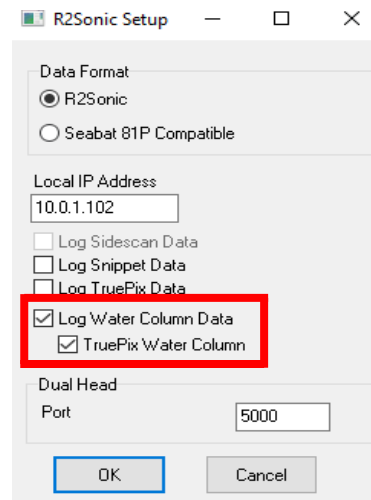 R2Sonic Setup
Data Format
R2Sonic
Seabat 81P Compatible
Local IP Address
10.0.1.102
Log Sidescan Data
Log Snippet Data
Log TruePix Data
Log Water Column Data
TruePix Water Column
Dual Head
Port 5000
OK Cancel